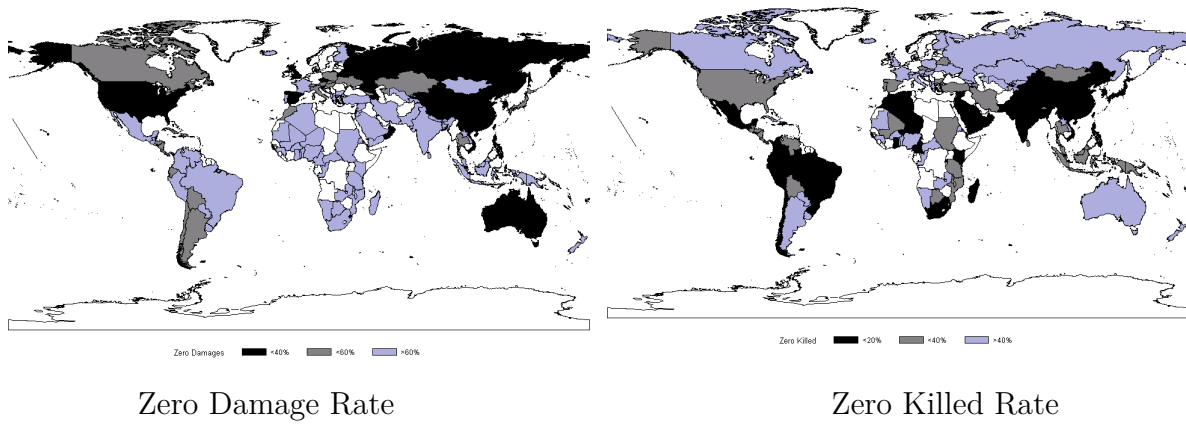 Zero Damages <40% <60% >60%
Zero Killed <20% <40% >40%
Zero Damage Rate
Zero Killed Rate